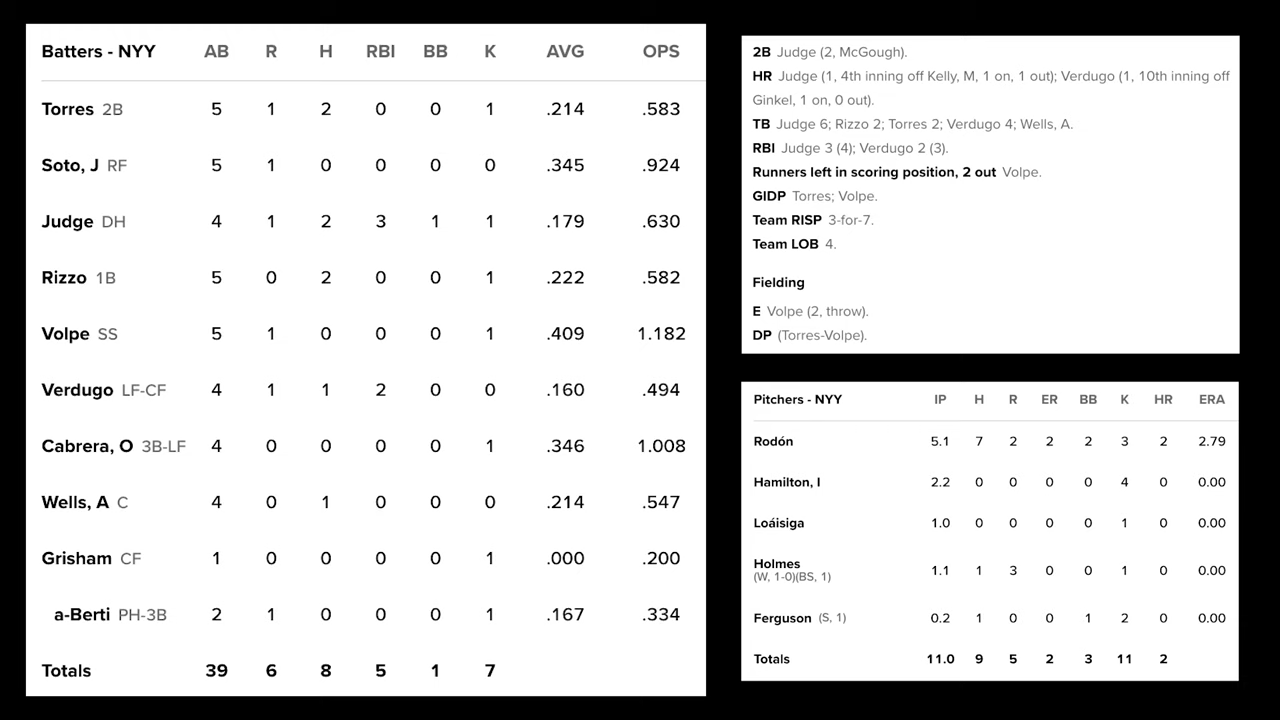 Batters - NYY AB R H RBI BB K AVG OPS
Torres 2B 5 1 2 0 0 1 .214 .583
Soto, J RF 5 1 0 0 0 0 .345 .924
Judge DH 4 1 2 3 1 1 .179 .630
Rizzo 1B 5 0 2 0 0 1 .222 .582
Volpe SS 5 1 0 0 0 1 .409 1.182
Verdugo LF-CF 4 1 1 2 0 0 .160 .494
Cabrera, O 3B-LF 4 0 0 0 0 1 .346 1.008
Wells, A C 4 0 1 0 0 0 .214 .547
Grisham CF 1 0 0 0 0 1 .000 .200
a-Berti PH-3B 2 1 0 0 0 1 .167 .334
Totals 39 6 8 5 1 7
2B Judge (2, McGough).
HR Judge (1, 4th inning off Kelly, M, 1 on, 1 out); Verdugo (1, 10th inning off
Ginkel, 1 on, 0 out).
TB Judge 6; Rizzo 2; Torres 2; Verdugo 4; Wells, A.
RBI Judge 3 (4); Verdugo 2 (3).
Runners left in scoring position, 2 out Volpe.
GIDP Torres; Volpe.
Team RISP 3-for-7.
Team LOB 4.
Fielding
E Volpe (2, throw).
DP (Torres-Volpe).
Pitchers - NYY IP H R ER BB K HR ERA
Rodón 5.1 7 2 2 2 3 2 2.79
Hamilton, I 2.2 0 0 0 0 4 0 0.00
Loáisiga 1.0 0 0 0 0 1 0 0.00
Holmes 1.1 1 3 0 0 1 0 0.00
(W, 1-0)(BS, 1)
Ferguson (S, 1) 0.2 1 0 0 1 2 0 0.00
Totals 11.0 9 5 2 3 11 2